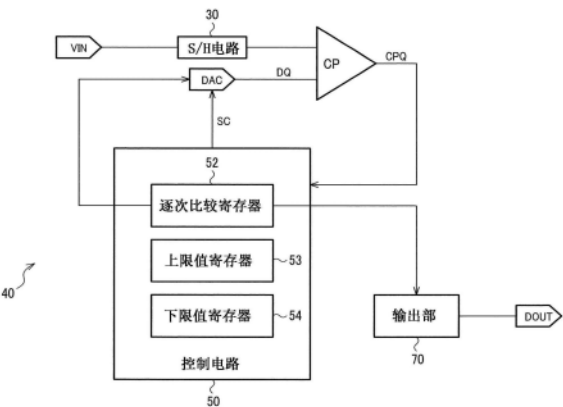 30
VIN
S/H电路
CP
CPQ
DAC
DQ
SC
52
逐次比较寄存器
上限值寄存器
53
40
下限值寄存器
54
输出部
DOUT
控制电路
70
50